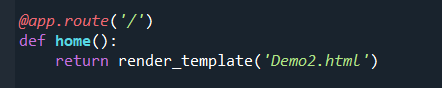 @app.route('/')
def home():
    return render_template('Demo2.html')